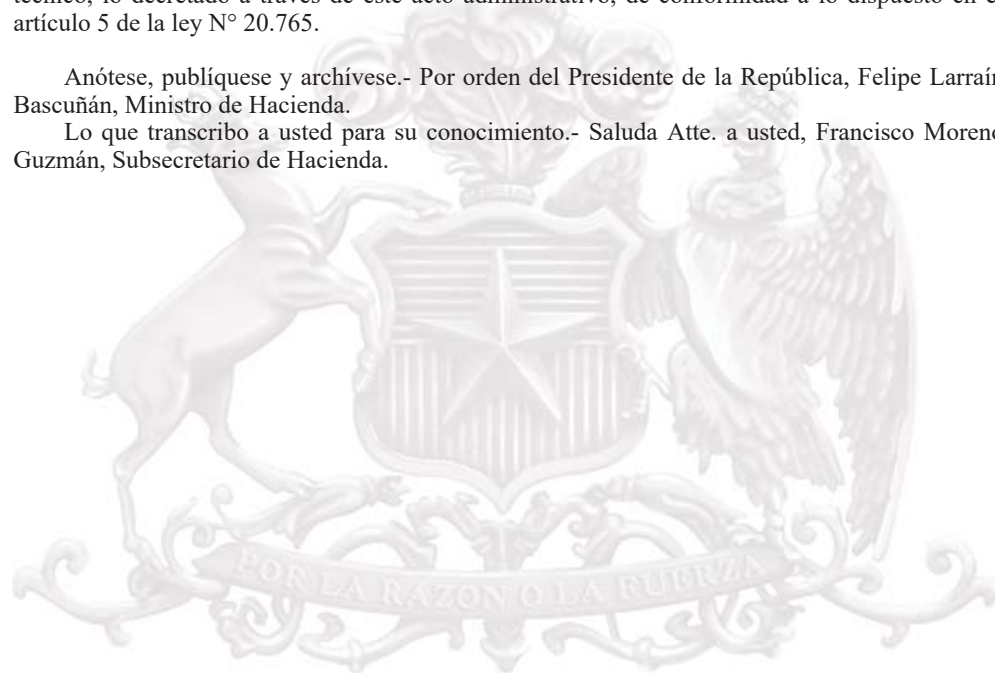 técnico, lo decretado a través de este acto administrativo, de conformidad a lo dispuesto en e
artículo 5 de la ley N° 20.765.
Anótese, publíquese y archívese.- Por orden del Presidente de la República, Felipe Larraín
Bascuñán, Ministro de Hacienda.
Lo que transcribo a usted para su conocimiento.- Saluda Atte. a usted, Francisco Moreno
Guzmán, Subsecretario de Hacienda.
POR LA RAZON O LA FUERZA